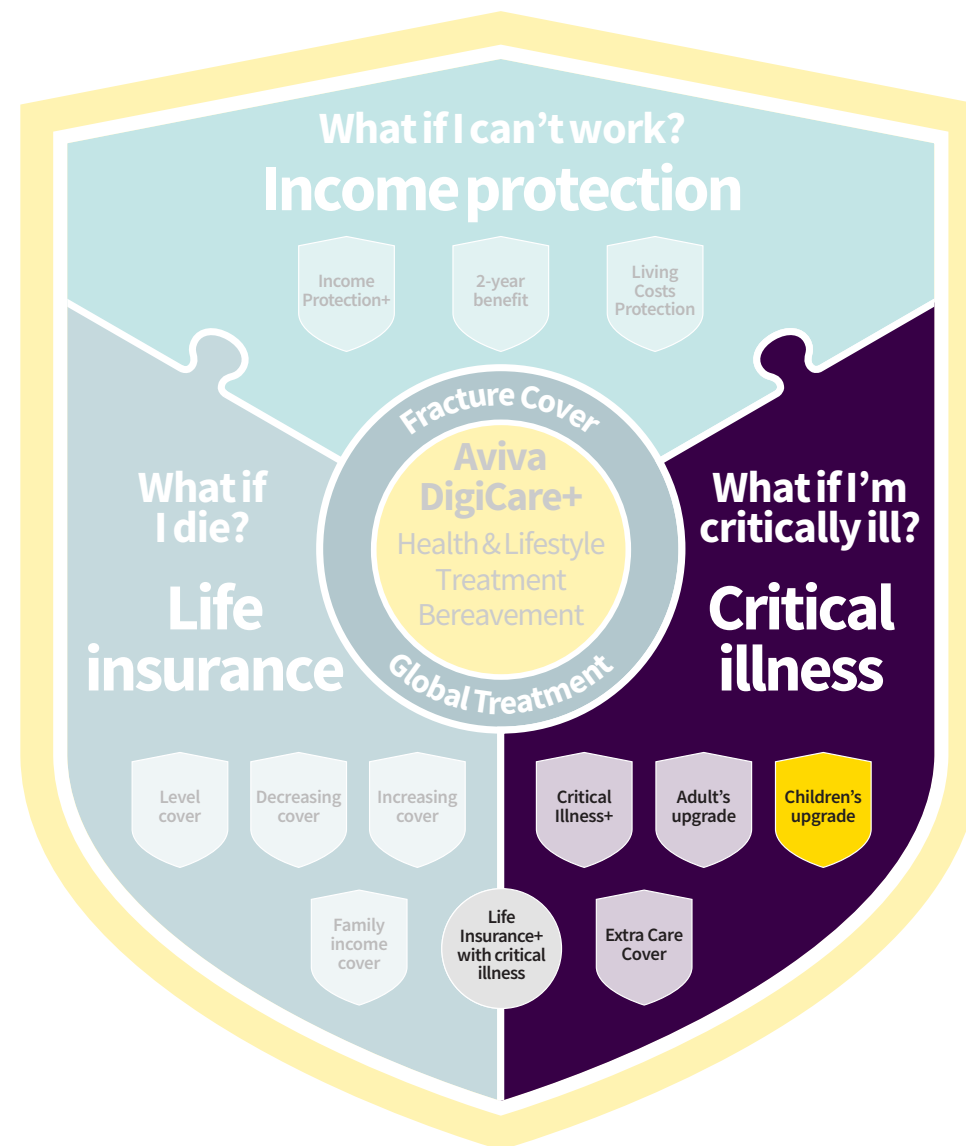 What if I can't work?
Income protection
Income
Protection+
2-year
benefit
Living
Costs
Protection
Fracture Cover
Aviva
DigiCare+
Health & Lifestyle
Treatment
Bereavement
Global Treatment
What if
I die?
Life
insurance
What if I'm
critically ill?
Critical
illness
Level
cover
Decreasing
cover
Increasing
cover
Critical
Illness+
Adult's
upgrade
Children's
upgrade
Family
income
cover
Life
Insurance+
with critical
illness
Extra Care
Cover